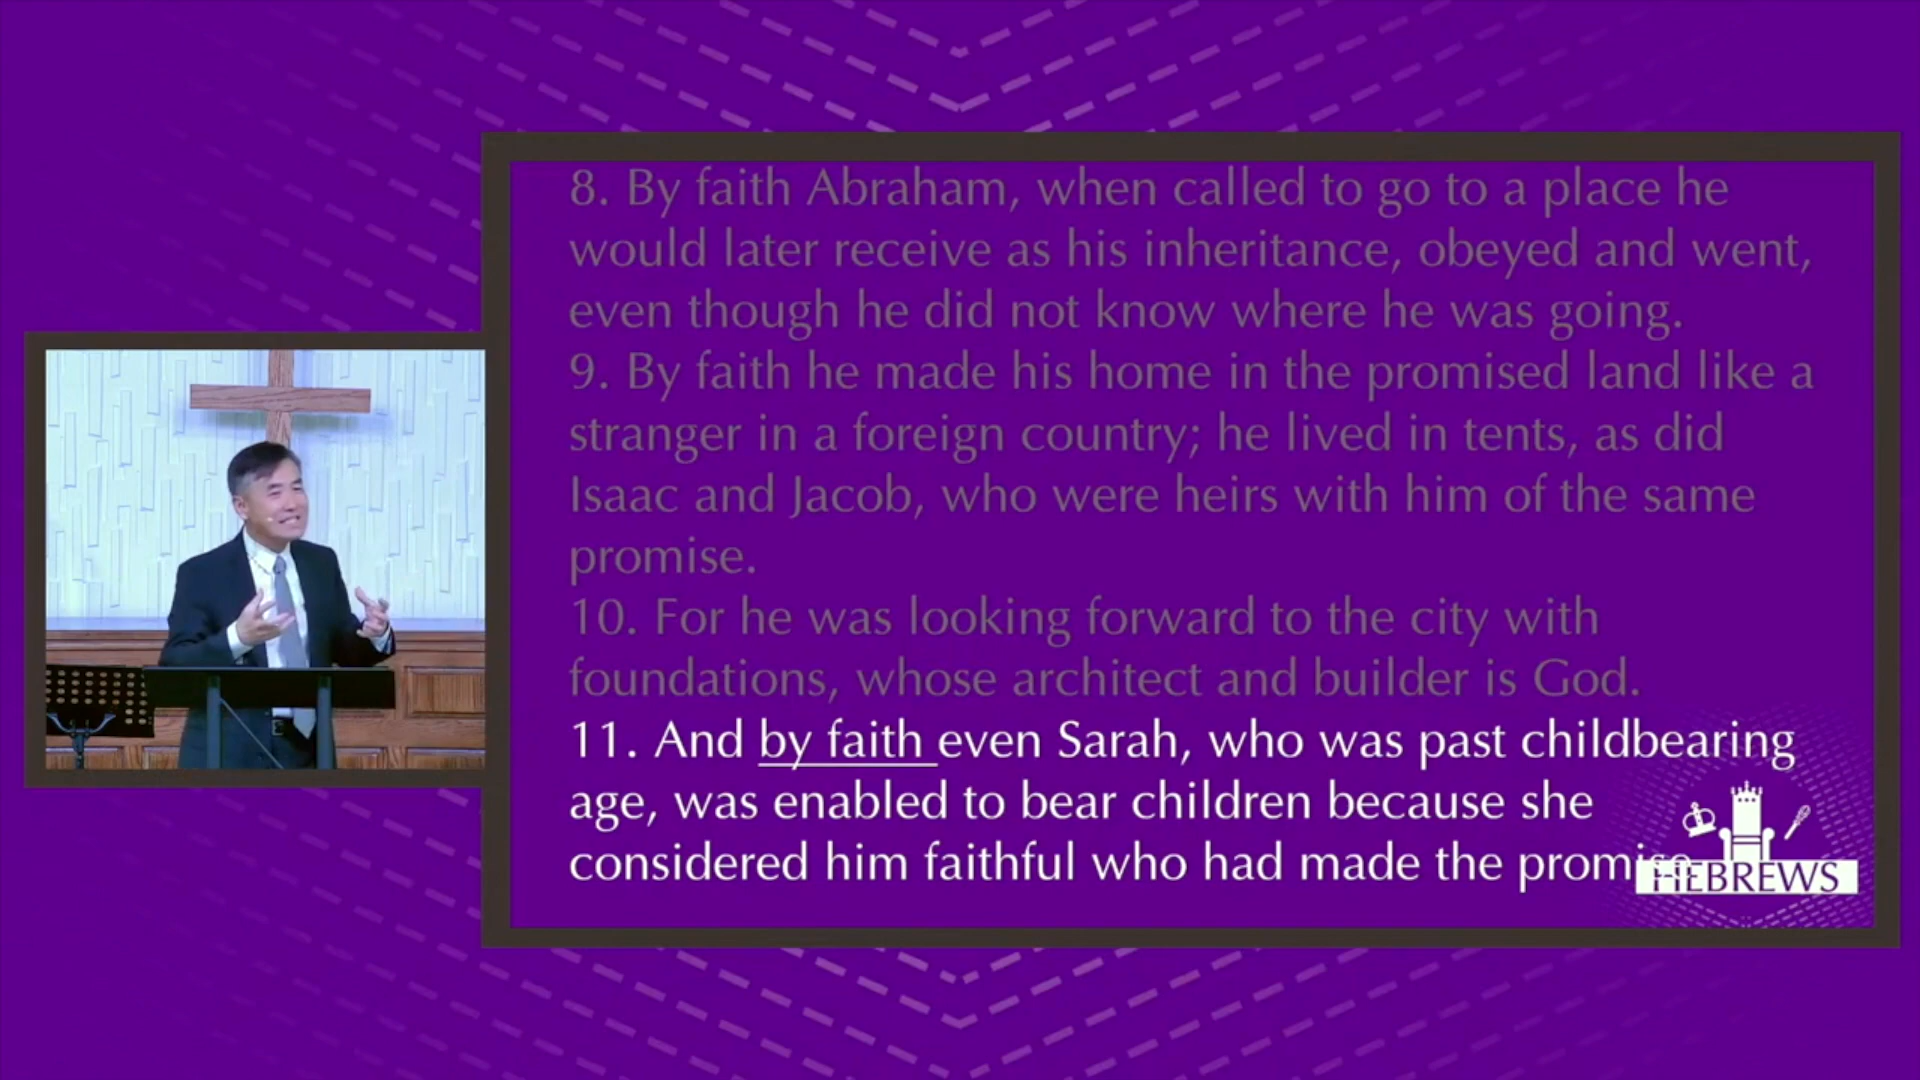 8. By faith Abraham, when called to go to a place he
would later receive as his inheritance, obeyed and went,
even though he did not know where he was going.
9. By faith he made his home in the promised land like a
stranger in a foreign country; he lived in tents, as did
Isaac and Jacob, who were heirs with him of the same
promise.
10. For he was looking forward to the city with
foundations, whose architect and builder is God.
11. And by faith even Sarah, who was past childbearing
age, was enabled to bear children because she
considered him faithful who had made the promise.
HEBREWS